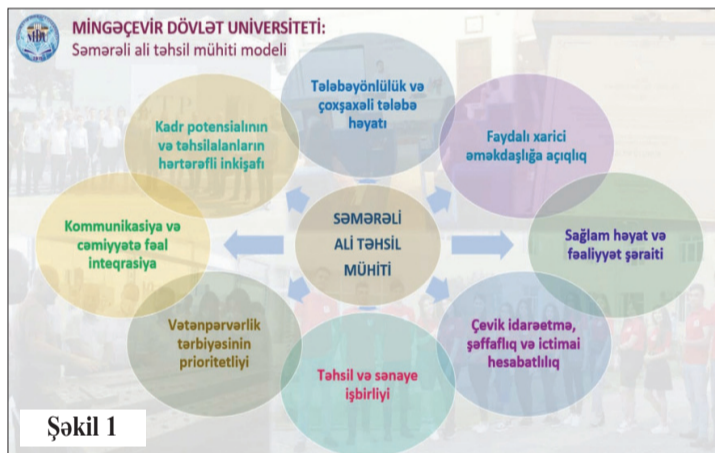 MİNGƏÇEVİR DÖVLƏT UNİVERSİTETİ:
Səmərəli ali təhsil mühiti modeli
Tələbəyönlülük və
çoxşaxəli tələbə
həyatı
Kadr potensialının
və təhsilalanların
hərtərəfli inkişafı
Faydalı xarici
əməkdaşlığa açıqlıq
Kommunikasiya və
cəmiyyətə fəal
inteqrasiya
SƏMƏRƏLİ
ALİ TƏHSİL
MÜHİTİ
Sağlam həyat və
fəaliyyət şəraiti
Vətənpərvərlik
tərbiyəsinin
prioritetliyi
Təhsil və sənaye
işbirliyi
Çevik idarəetmə,
şəffaflıq və ictimai
hesabatlılıq
Şəkil 1